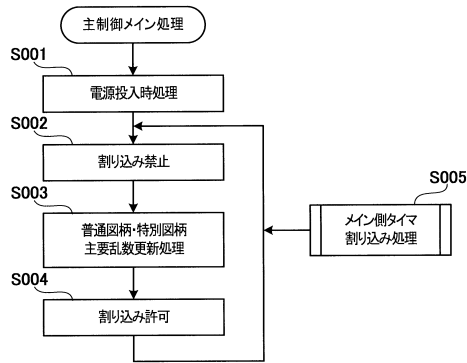 主制御メイン処理
S001
電源投入時処理
S002
割り込み禁止
S003
普通図柄・特別図柄
主要乱数更新処理
S004
割り込み許可
S005
メイン側タイマ
割り込み処理